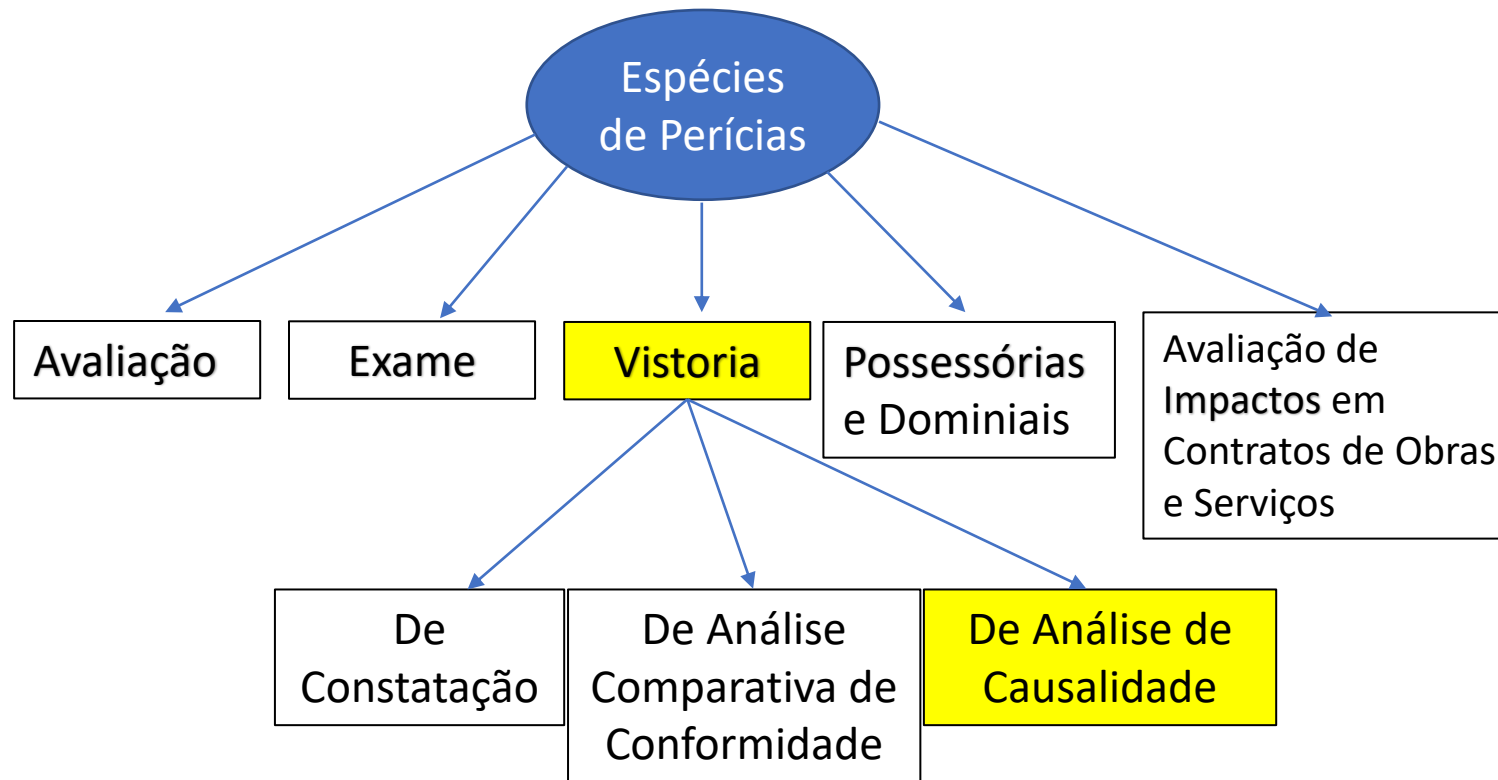 Espécies
de Perícias
Avaliação
Exame
Vistoria
Possessórias
e Dominiais
Avaliação de
Impactos em
Contratos de Obras
e Serviços
De
Constatação
De Análise
Comparativa de
Conformidade
De Análise de
Causalidade